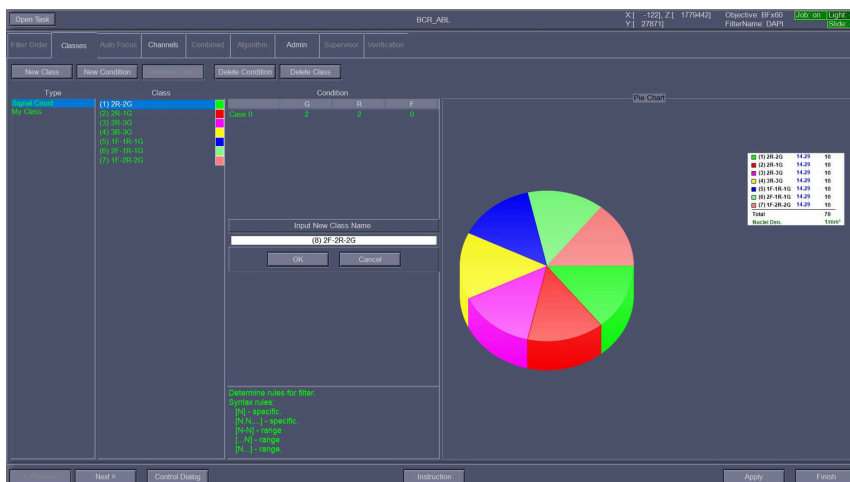 Open Task
BCR_ABL
X:[ -122], Z:[ 1779442]
Y:[ 27871]
Objective: BFx60
FilterName: DAPI
Job on
Light
Slide
Filter Order
Classes
Auto Focus
Channels
Combined
Algorithm
Admin
Supervisor
Verification
New Class
New Condition
Delete Condition
Delete Class
Type
Class
Condition
Pie Chart
Signal Count
My Class
(1) 2R-2G
(2) 2R-1G
(3) 2R-3G
(4) 3R-3G
(5) 1F-1R-1G
(6) 2F-1R-1G
(7) 1F-2R-2G
G R F
Case 0 2 2 0
Input New Class Name
(8) 2F-2R-2G
OK
Cancel
(1) 2R-2G 14.29 10
(2) 2R-1G 14.29 10
(3) 2R-3G 14.29 10
(4) 3R-3G 14.29 10
(5) 1F-1R-1G 14.29 10
(6) 2F-1R-1G 14.29 10
(7) 1F-2R-2G 14.29 10
Total 70
Nuclei Den. 1/mm²
Determine rules for filter.
Syntax rules:
[N] - specific.
[N,N,...] - specific.
[N-N] - range
[...N] - range
[N...] - range.
Next >
Control Dialog
Instruction
Apply
Finish